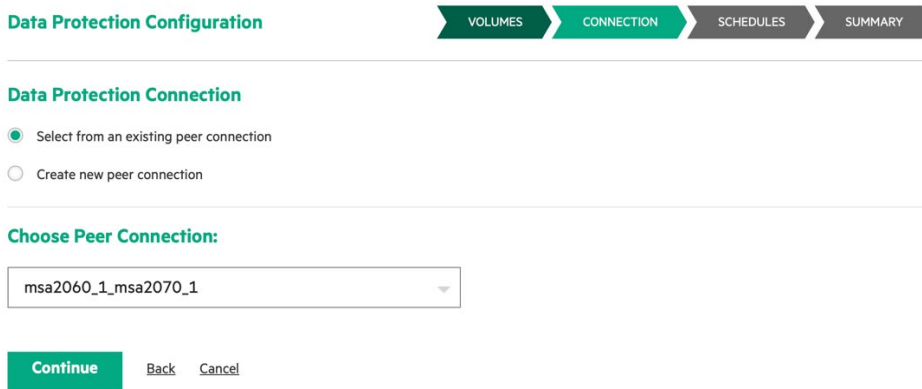 Data Protection Configuration
VOLUMES CONNECTION SCHEDULES SUMMARY
Data Protection Connection
Select from an existing peer connection
Create new peer connection
Choose Peer Connection:
msa2060_1_msa2070_1
Continue Back Cancel